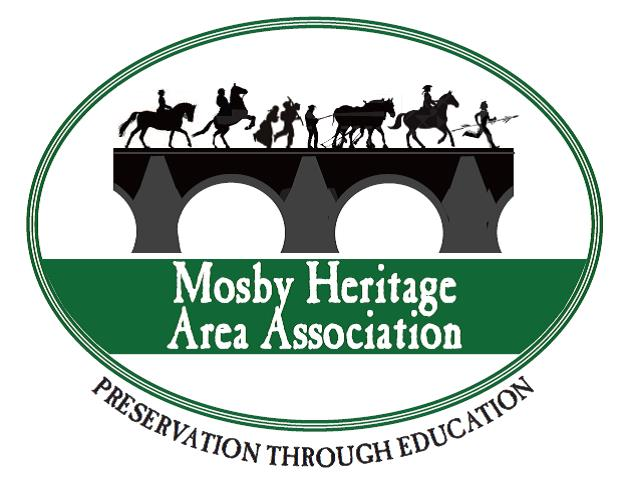 Mosby Heritage
Area Association
PRESERVATION THROUGH EDUCATION